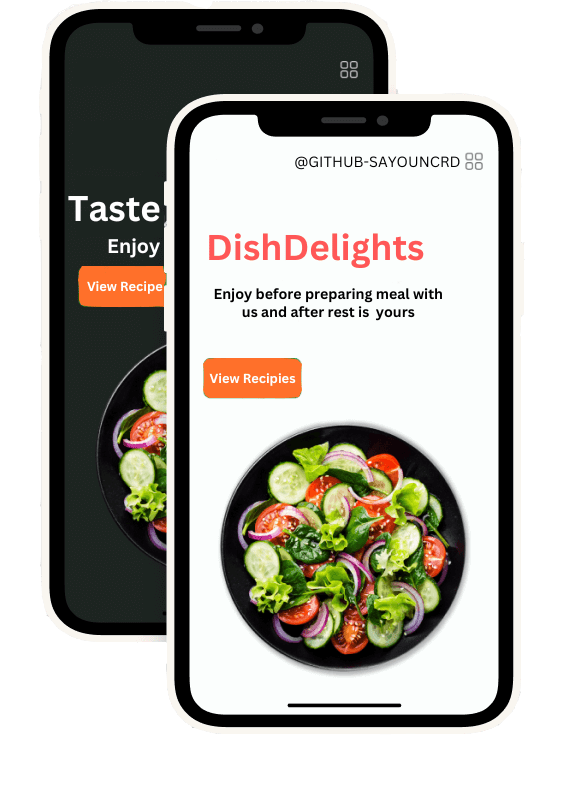 Taste
Enjoy
View Recipe
@GITHUB-SAYOUNCRD
DishDelights
Enjoy before preparing meal with
us and after rest is yours
View Recipies